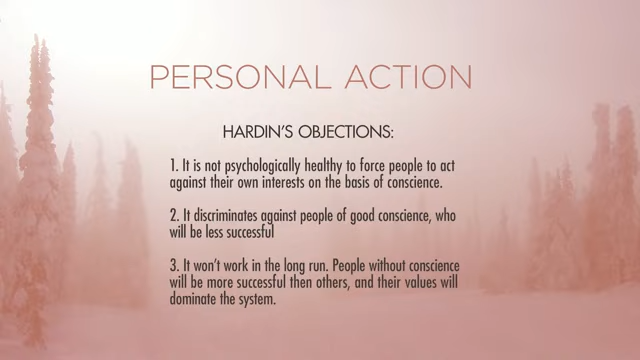 PERSONAL ACTION
HARDIN'S OBJECTIONS:
1. It is not psychologically healthy to force people to act
against their own interests on the basis of conscience.
2. It discriminates against people of good conscience, who
will be less successful
3. It won't work in the long run. People without conscience
will be more successful then others, and their values will
dominate the system.